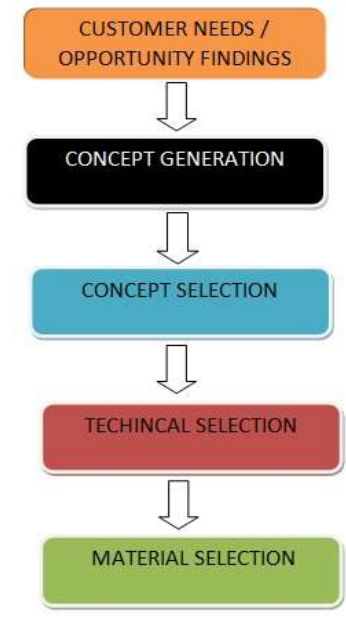 CUSTOMER NEEDS /
OPPORTUNITY FINDINGS
CONCEPT GENERATION
CONCEPT SELECTION
TECHINCAL SELECTION
MATERIAL SELECTION